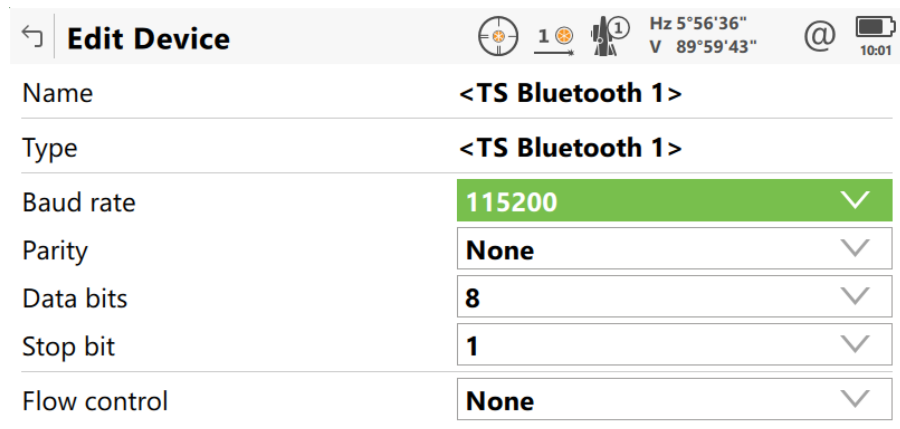 Edit Device
1
1
Hz 5°56'36"
V 89°59'43"
@
10:01
Name <TS Bluetooth 1>
Type <TS Bluetooth 1>
Baud rate 115200
Parity None
Data bits 8
Stop bit 1
Flow control None